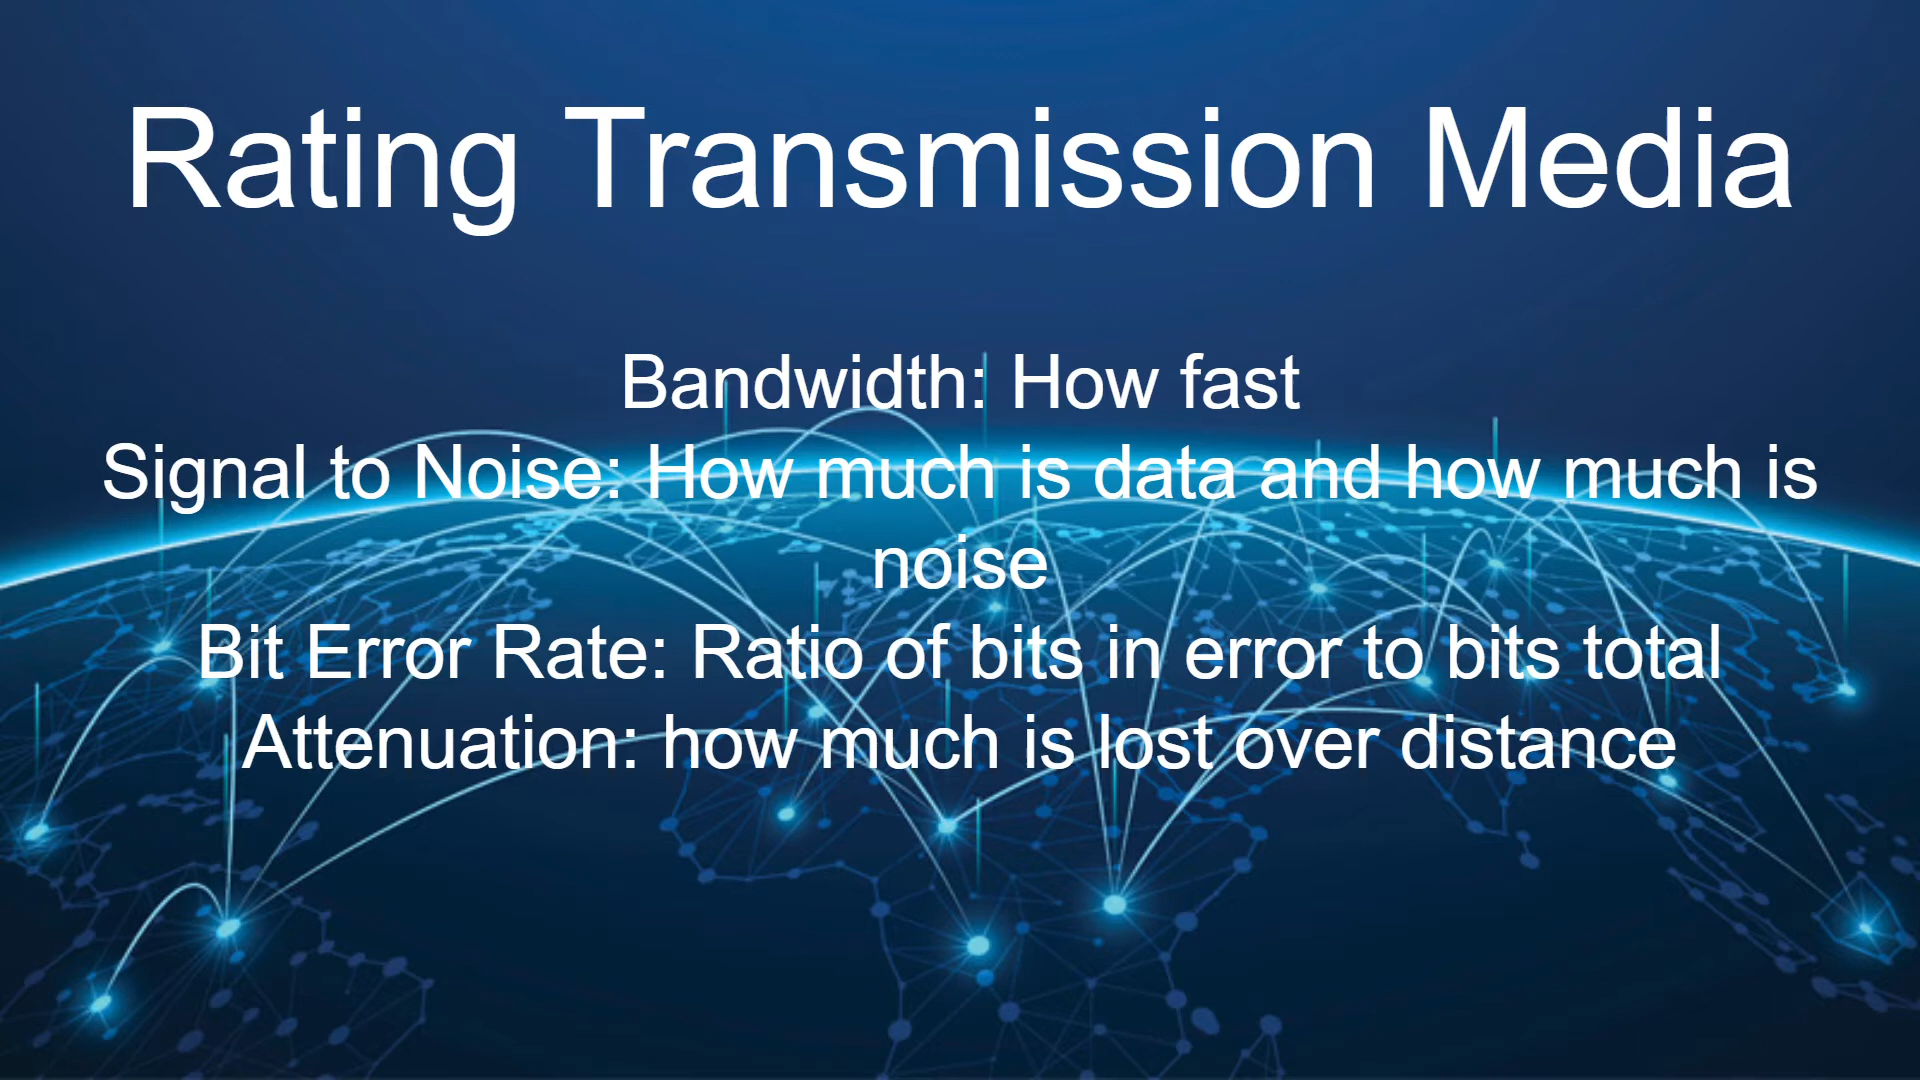 Rating Transmission Media
Bandwidth: How fast
Signal to Noise: How much is data and how much is
noise
Bit Error Rate: Ratio of bits in error to bits total
Attenuation: how much is lost over distance